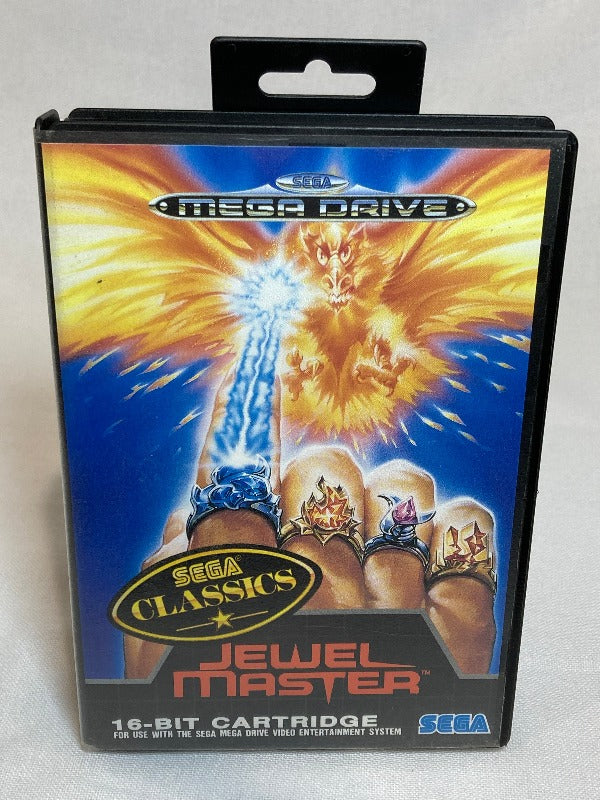 SEGA
MEGA DRIVE
SEGA
CLASSICS
JEWEL
MASTER™
16-BIT CARTRIDGE
FOR USE WITH THE SEGA MEGA DRIVE VIDEO ENTERTAINMENT SYSTEM
SEGA